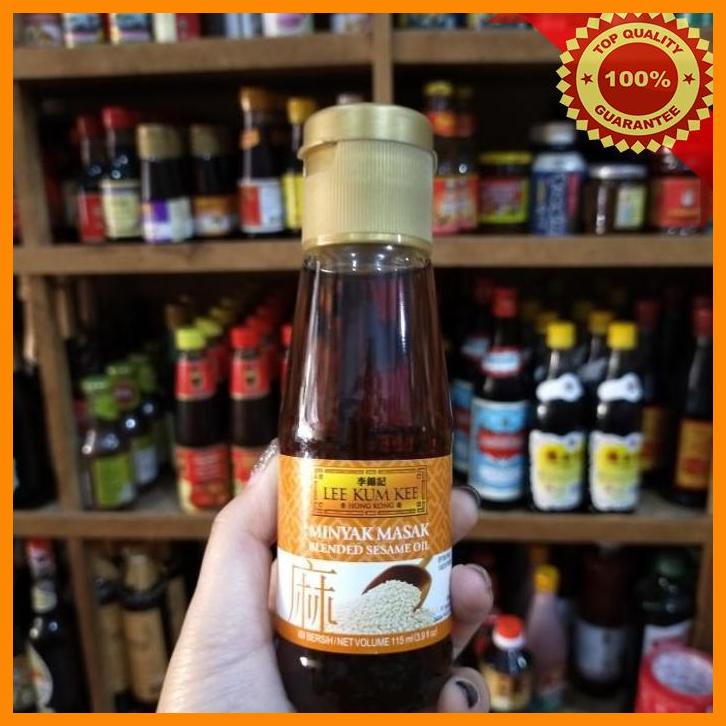 TOP QUALITY
100%
GUARANTEE
李錦記
LEE KUM KEE
HONG KONG
MINYAK MASAK
BLENDED SESAME OIL
麻
ISI BERSIH/NET VOLUME 115 ml (3.9 fl oz)